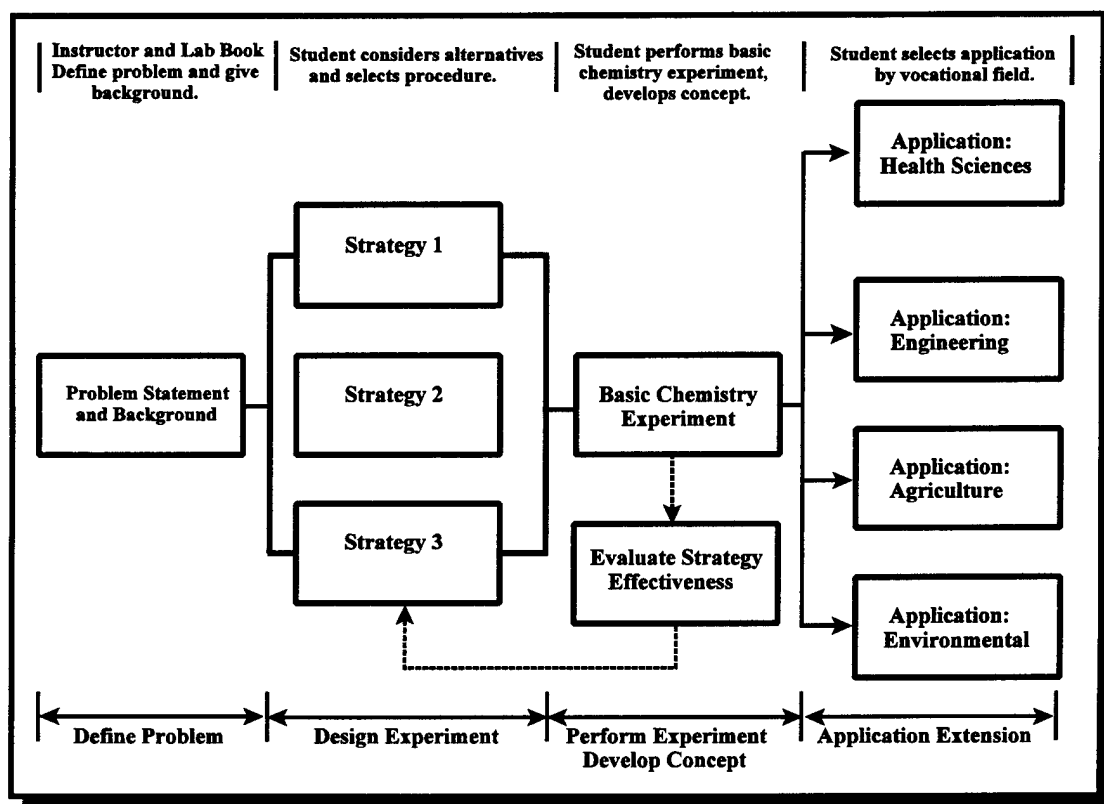 Instructor and Lab Book
Define problem and give
background.
Student considers alternatives
and selects procedure.
Student performs basic
chemistry experiment,
develops concept.
Student selects application
by vocational field.
Problem Statement
and Background
Strategy 1
Strategy 2
Strategy 3
Basic Chemistry
Experiment
Evaluate Strategy
Effectiveness
Application:
Health Sciences
Application:
Engineering
Application:
Agriculture
Application:
Environmental
Define Problem
Design Experiment
Perform Experiment
Develop Concept
Application Extension